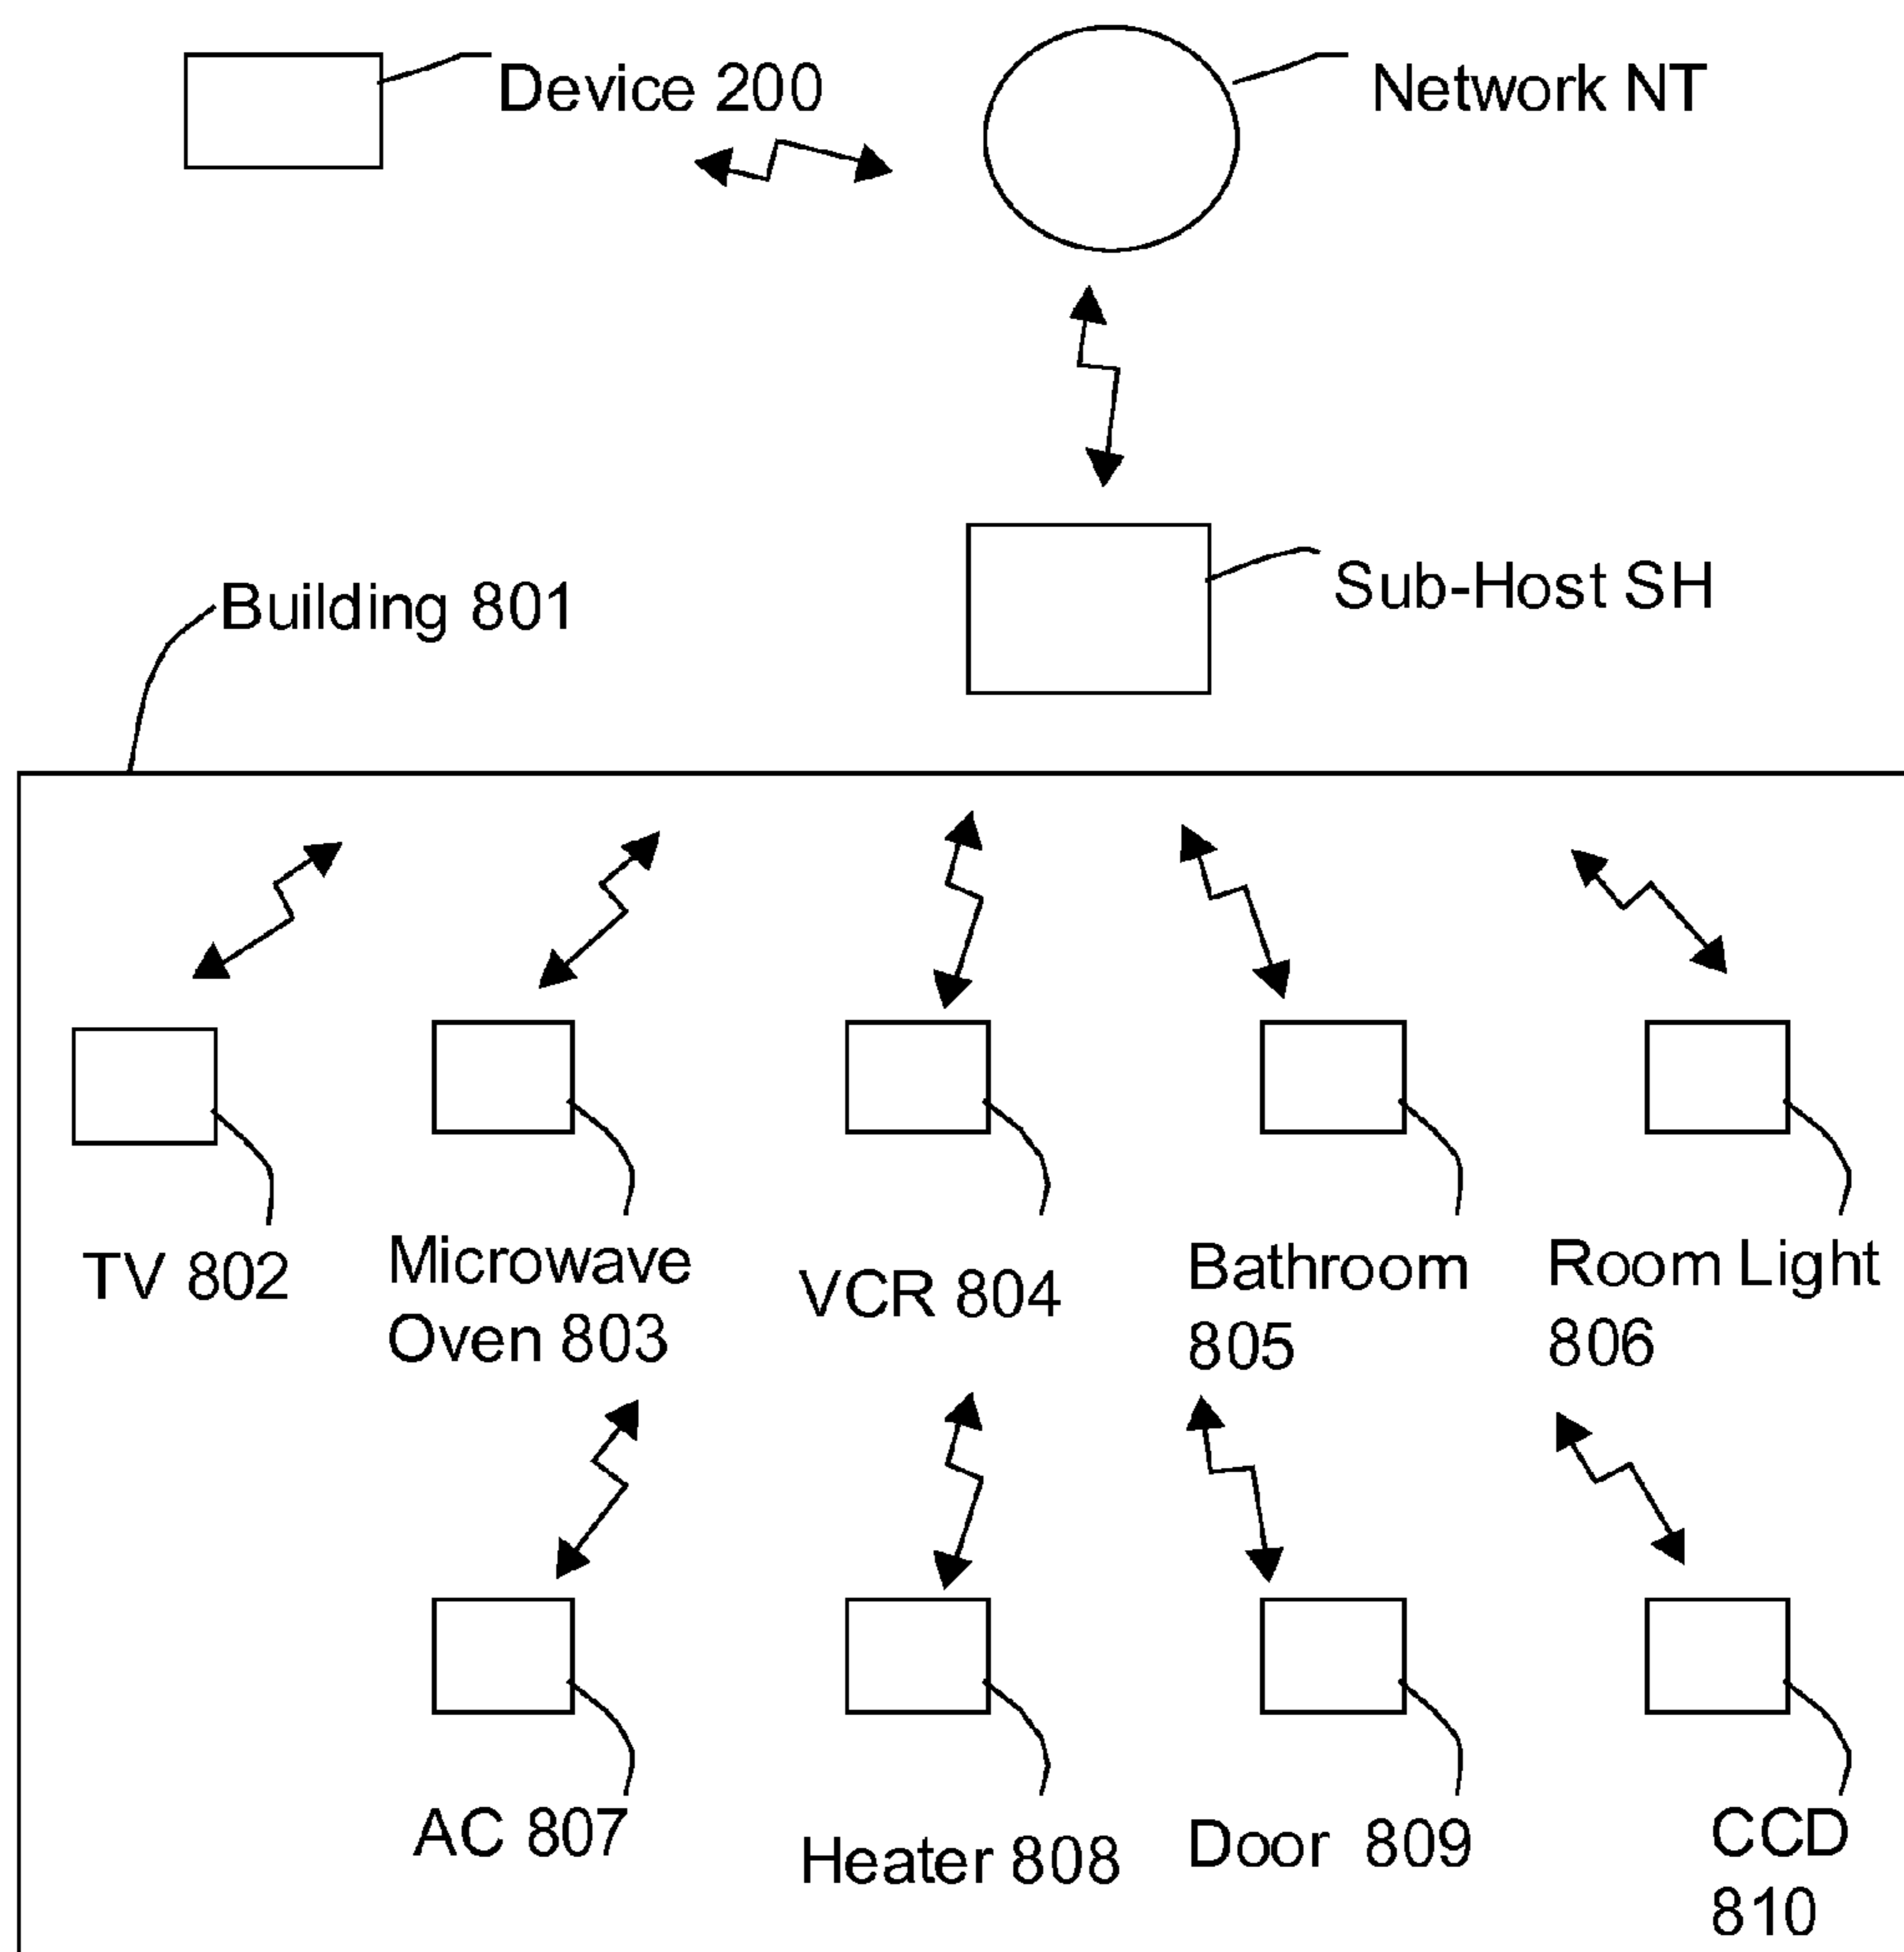 Device 200
Network NT
Sub-Host SH
Building 801
TV 802
Microwave
Oven 803
VCR 804
Bathroom
805
Room Light
806
AC 807
Heater 808
Door 809
CCD
810